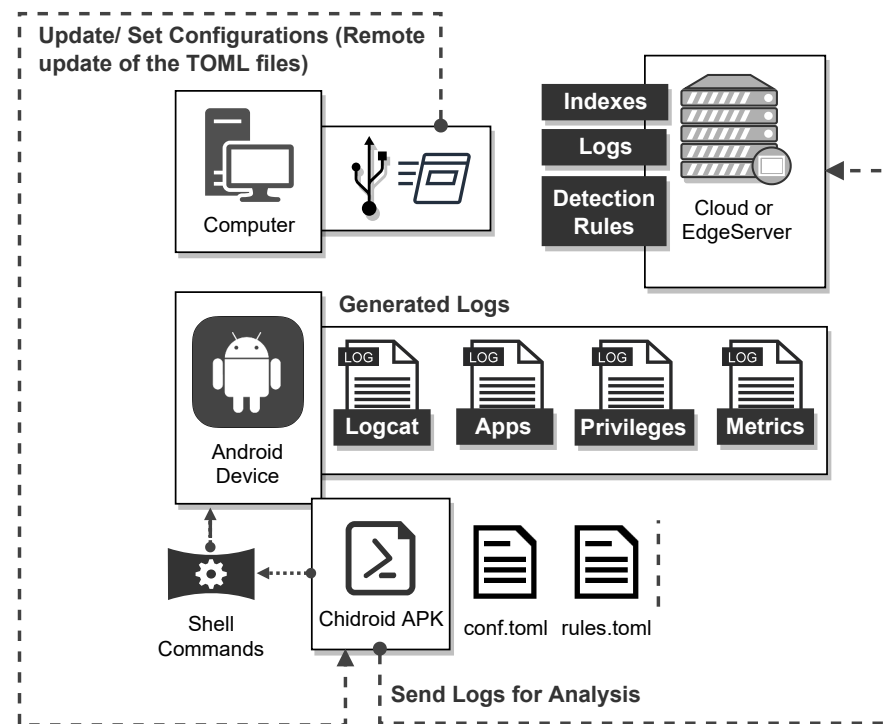 Update/ Set Configurations (Remote
update of the TOML files)
Computer
Indexes
Logs
Detection
Rules
Cloud or
EdgeServer
Generated Logs
LOG
LOG
LOG
LOG
Logcat
Apps
Privileges
Metrics
Android
Device
Shell
Commands
Chidroid APK
conf.toml
rules.toml
Send Logs for Analysis